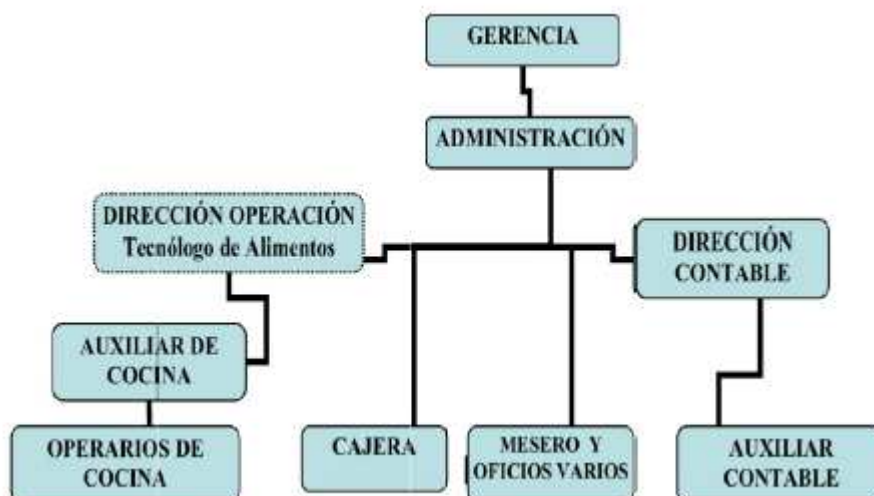 GERENCIA
ADMINISTRACIÓN
DIRECCIÓN OPERACIÓN
Tecnólogo de Alimentos
DIRECCIÓN
CONTABLE
AUXILIAR DE
COCINA
OPERARIOS DE
COCINA
CAJERA
MESERO Y
OFICIOS VARIOS
AUXILIAR
CONTABLE